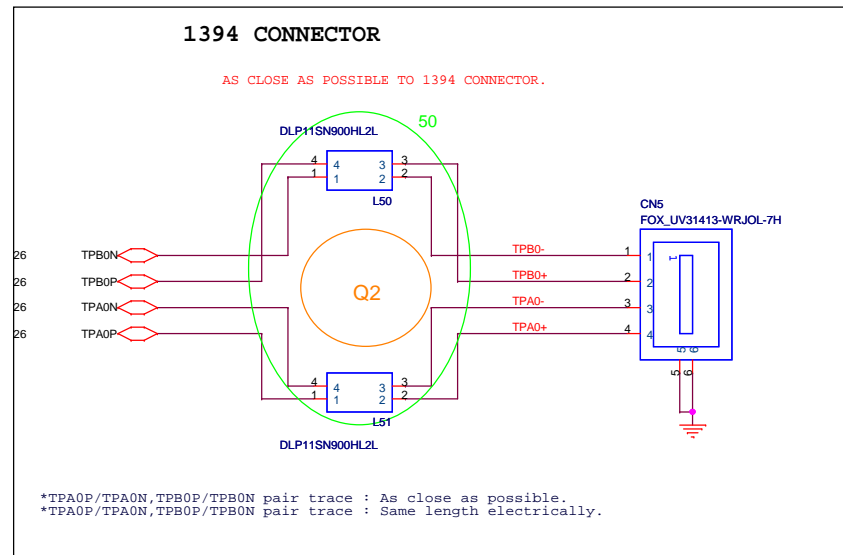 1394 CONNECTOR
AS CLOSE AS POSSIBLE TO 1394 CONNECTOR.
50
DLP11SN900HL2L
4 4 3 3
1 1 2 2
L50
CN5
FOX_UV31413-WRJOL-7H
26 TPB0N TPB0- 1 1 1
26 TPB0P TPB0+ 2 2
26 TPA0N TPA0- 3 3
26 TPA0P TPA0+ 4 4
Q2
5 6
5 6
4 4 3 3
1 1 2 2
L51
DLP11SN900HL2L
*TPA0P/TPA0N,TPB0P/TPB0N pair trace : As close as possible.
*TPA0P/TPA0N,TPB0P/TPB0N pair trace : Same length electrically.